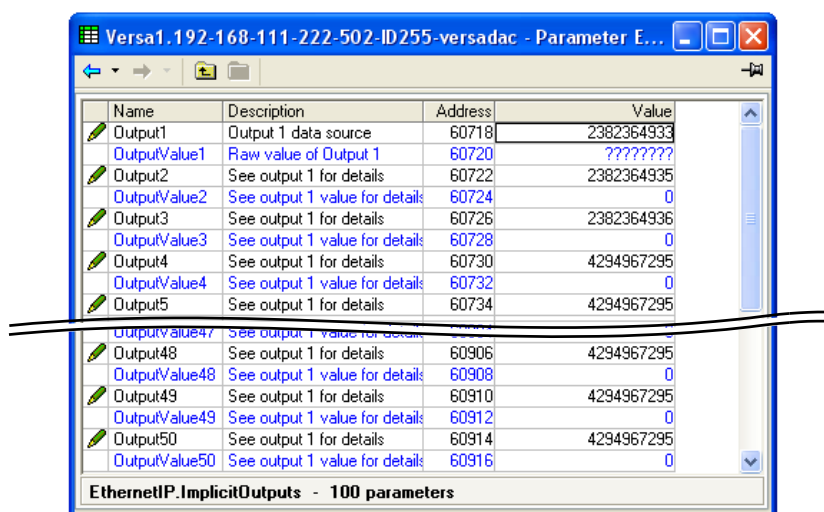 Versa1.192-168-111-222-502-ID255-versadac - Parameter E...
Name Description Address Value
Output1 Output 1 data source 60718 2382364933
OutputValue1 Raw value of Output 1 60720 ????????
Output2 See output 1 for details 60722 2382364935
OutputValue2 See output 1 value for details 60724 0
Output3 See output 1 for details 60726 2382364936
OutputValue3 See output 1 value for details 60728 0
Output4 See output 1 for details 60730 4294967295
OutputValue4 See output 1 value for details 60732 0
Output5 See output 1 for details 60734 4294967295
OutputValue47 See output 1 value for details
Output48 See output 1 for details 60906 4294967295
OutputValue48 See output 1 value for details 60908 0
Output49 See output 1 for details 60910 4294967295
OutputValue49 See output 1 value for details 60912 0
Output50 See output 1 for details 60914 4294967295
OutputValue50 See output 1 value for details 60916 0
EthernetIP.ImplicitOutputs - 100 parameters